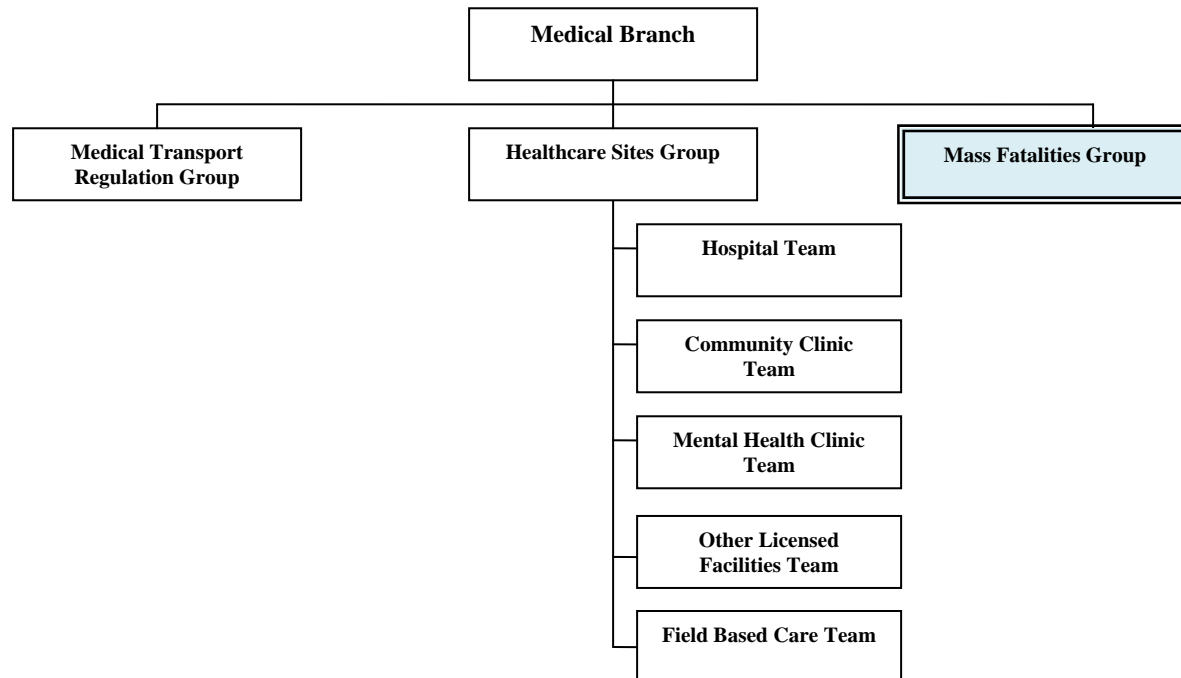 Medical Branch
Medical Transport
Regulation Group
Healthcare Sites Group
Mass Fatalities Group
Hospital Team
Community Clinic
Team
Mental Health Clinic
Team
Other Licensed
Facilities Team
Field Based Care Team